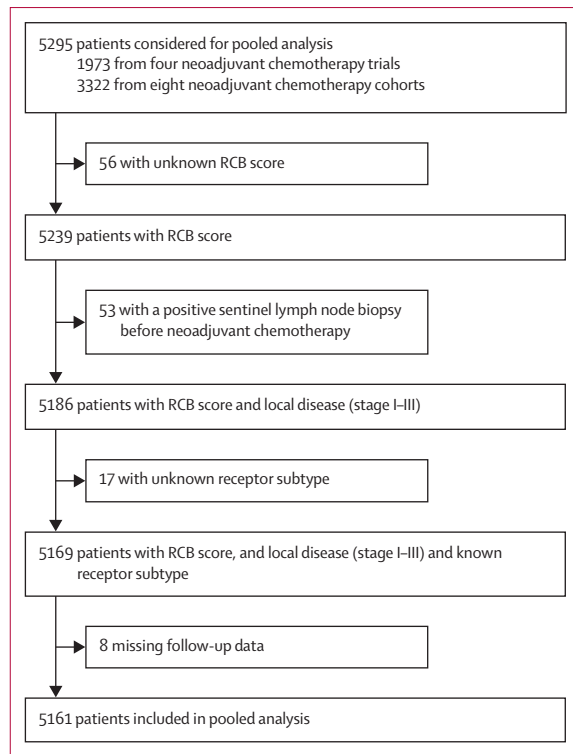 5295 patients considered for pooled analysis
1973 from four neoadjuvant chemotherapy trials
3322 from eight neoadjuvant chemotherapy cohorts
56 with unknown RCB score
5239 patients with RCB score
53 with a positive sentinel lymph node biopsy
before neoadjuvant chemotherapy
5186 patients with RCB score and local disease (stage I–III)
17 with unknown receptor subtype
5169 patients with RCB score, and local disease (stage I–III) and known
receptor subtype
8 missing follow-up data
5161 patients included in pooled analysis